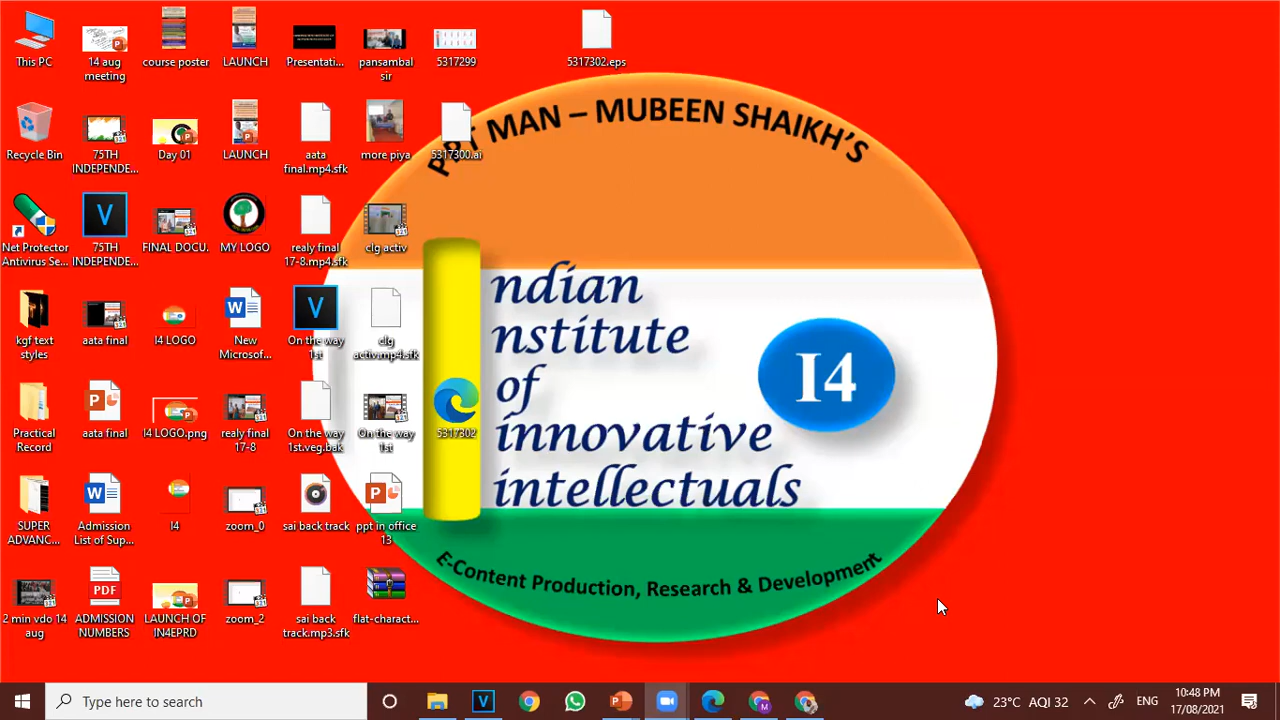 This PC
14 aug
meeting
course poster
LAUNCH
Presentati...
pansambal
sir
5317299
5317302.eps
Recycle Bin
75TH
INDEPENDE...
Day 01
LAUNCH
aata
final.mp4.sfk
more piya
5317300.ai
PPT MAN – MUBEEN SHAIKH'S
Net Protector
Antivirus Se...
75TH
INDEPENDE...
FINAL DOCU.
MY LOGO
realy final
17-8.mp4.sfk
clg activ
kgf text
styles
aata final
I4 LOGO
New
Microsof...
On the way
1st
clg
activ.mp4.sfk
ndian
nstitute
of
innovative
intellectuals
I4
Practical
Record
aata final
I4 LOGO.png
realy final
17-8
On the way
1st.veg.bak
On the way
1st
5317302
SUPER
ADVANC...
Admission
List of Sup...
I4
zoom_0
sai back track
ppt in office
13
2 min vdo 14
aug
PDF
ADMISSION
NUMBERS
LAUNCH OF
IN4EPRD
zoom_2
sai back
track.mp3.sfk
flat-charact...
E-Content Production, Research & Development
Type here to search
23°C AQI 32
ENG
10:48 PM
17/08/2021